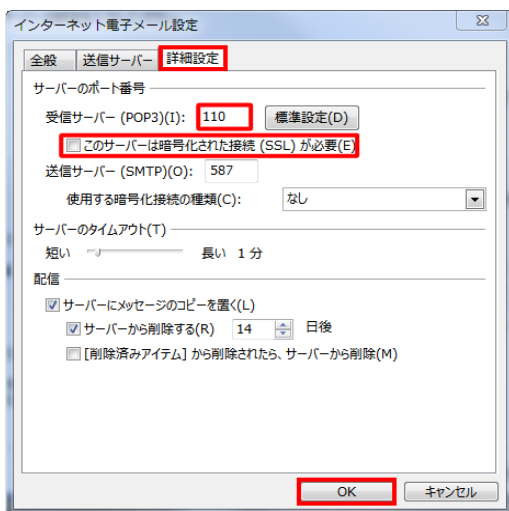 インターネット電子メール設定
全般 送信サーバー 詳細設定
サーバーのポート番号
受信サーバー (POP3)(I): 110 標準設定(D)
このサーバーは暗号化された接続 (SSL) が必要(E)
送信サーバー (SMTP)(O): 587
使用する暗号化接続の種類(C): なし
サーバーのタイムアウト(T)
短い 長い 1 分
配信
サーバーにメッセージのコピーを置く(L)
サーバーから削除する(R) 14 日後
[削除済みアイテム] から削除されたら、サーバーから削除(M)
OK キャンセル